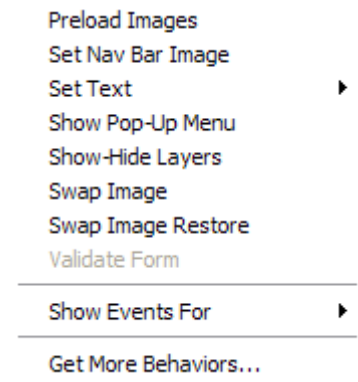 Preload Images
Set Nav Bar Image
Set Text
Show Pop-Up Menu
Show-Hide Layers
Swap Image
Swap Image Restore
Validate Form
Show Events For
Get More Behaviors...